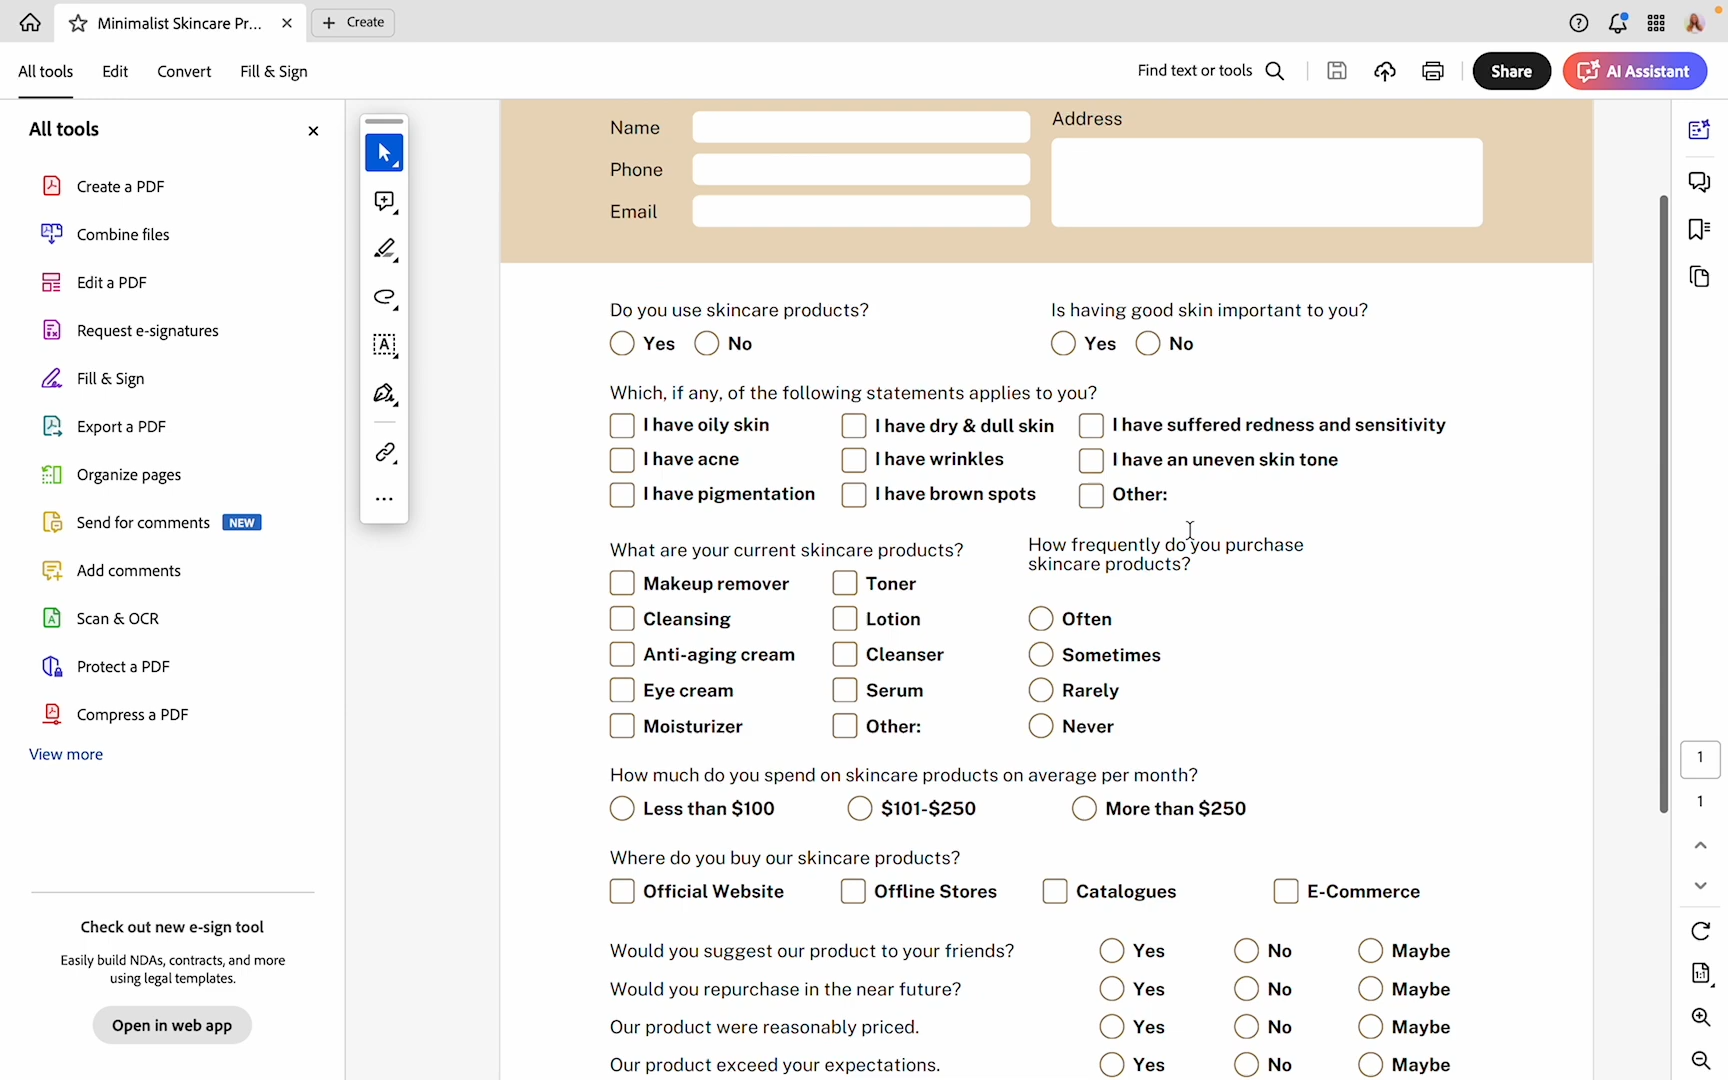 Minimalist Skincare Pr...
Create
All tools Edit Convert Fill & Sign
Find text or tools
Share
AI Assistant
All tools
Create a PDF
Combine files
Edit a PDF
Request e-signatures
Fill & Sign
Export a PDF
Organize pages
Send for comments NEW
Add comments
Scan & OCR
Protect a PDF
Compress a PDF
View more
Check out new e-sign tool
Easily build NDAs, contracts, and more
using legal templates.
Open in web app
Name
Phone
Email
Address
Do you use skincare products?
Yes No
Is having good skin important to you?
Yes No
Which, if any, of the following statements applies to you?
I have oily skin I have dry & dull skin I have suffered redness and sensitivity
I have acne I have wrinkles I have an uneven skin tone
I have pigmentation I have brown spots Other:
What are your current skincare products?
Makeup remover Toner
Cleansing Lotion
Anti-aging cream Cleanser
Eye cream Serum
Moisturizer Other:
How frequently do you purchase
skincare products?
Often
Sometimes
Rarely
Never
How much do you spend on skincare products on average per month?
Less than $100 $101-$250 More than $250
Where do you buy our skincare products?
Official Website Offline Stores Catalogues E-Commerce
Would you suggest our product to your friends? Yes No Maybe
Would you repurchase in the near future? Yes No Maybe
Our product were reasonably priced. Yes No Maybe
Our product exceed your expectations. Yes No Maybe
1
1
1:1